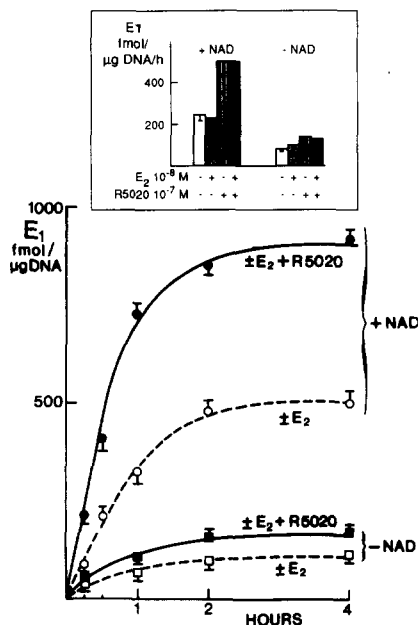 E1
fmol/
µg DNA/h
+ NAD
- NAD
400
200
E2 10-8 M
- + - +
- + - +
R5020 10-7 M
- - + +
- - + +
1000
E1
fmol/
µgDNA
500
±E2+R5020
±E2
+NAD
±E2+R5020
±E2
-NAD
1
2
4
HOURS